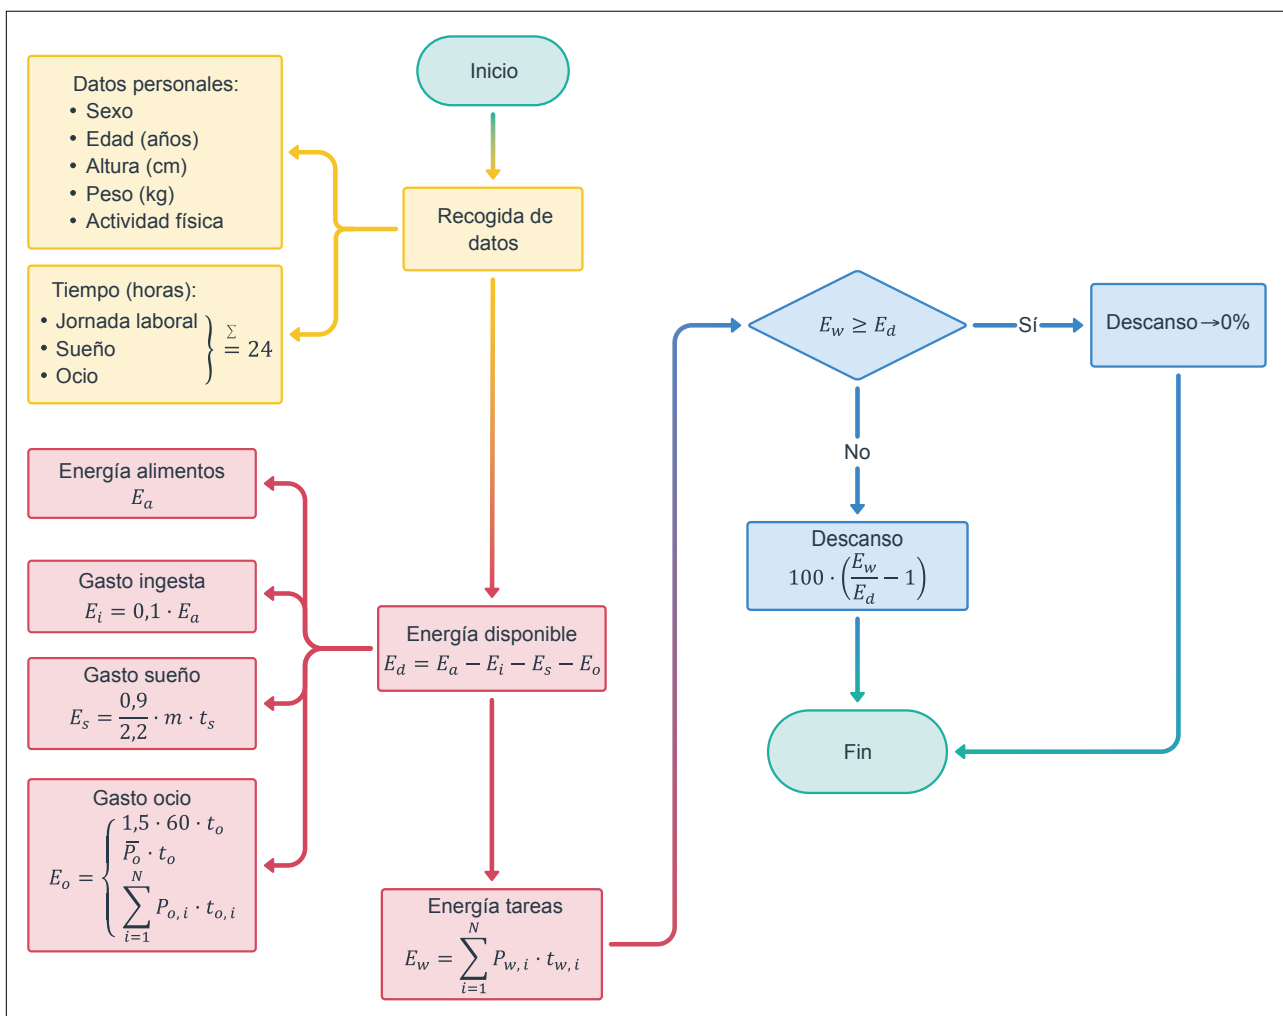 Inicio
Datos personales:
• Sexo
• Edad (años)
• Altura (cm)
• Peso (kg)
• Actividad física
Recogida de
datos
Tiempo (horas):
• Jornada laboral
• Sueño
• Ocio
∑
= 24
Energía alimentos
E_a
Gasto ingesta
E_i = 0,1 · E_a
Gasto sueño
E_s = 0,9/2,2 · m · t_s
Gasto ocio
E_o = {
1,5 · 60 · t_o
P̅_o · t_o
∑_{i=1}^{N} P_{o,i} · t_{o,i}
Energía disponible
E_d = E_a − E_i − E_s − E_o
Energía tareas
E_w = ∑_{i=1}^{N} P_{w,i} · t_{w,i}
E_w ≥ E_d
Sí
Descanso→0%
No
Descanso
100 · (E_w/E_d − 1)
Fin